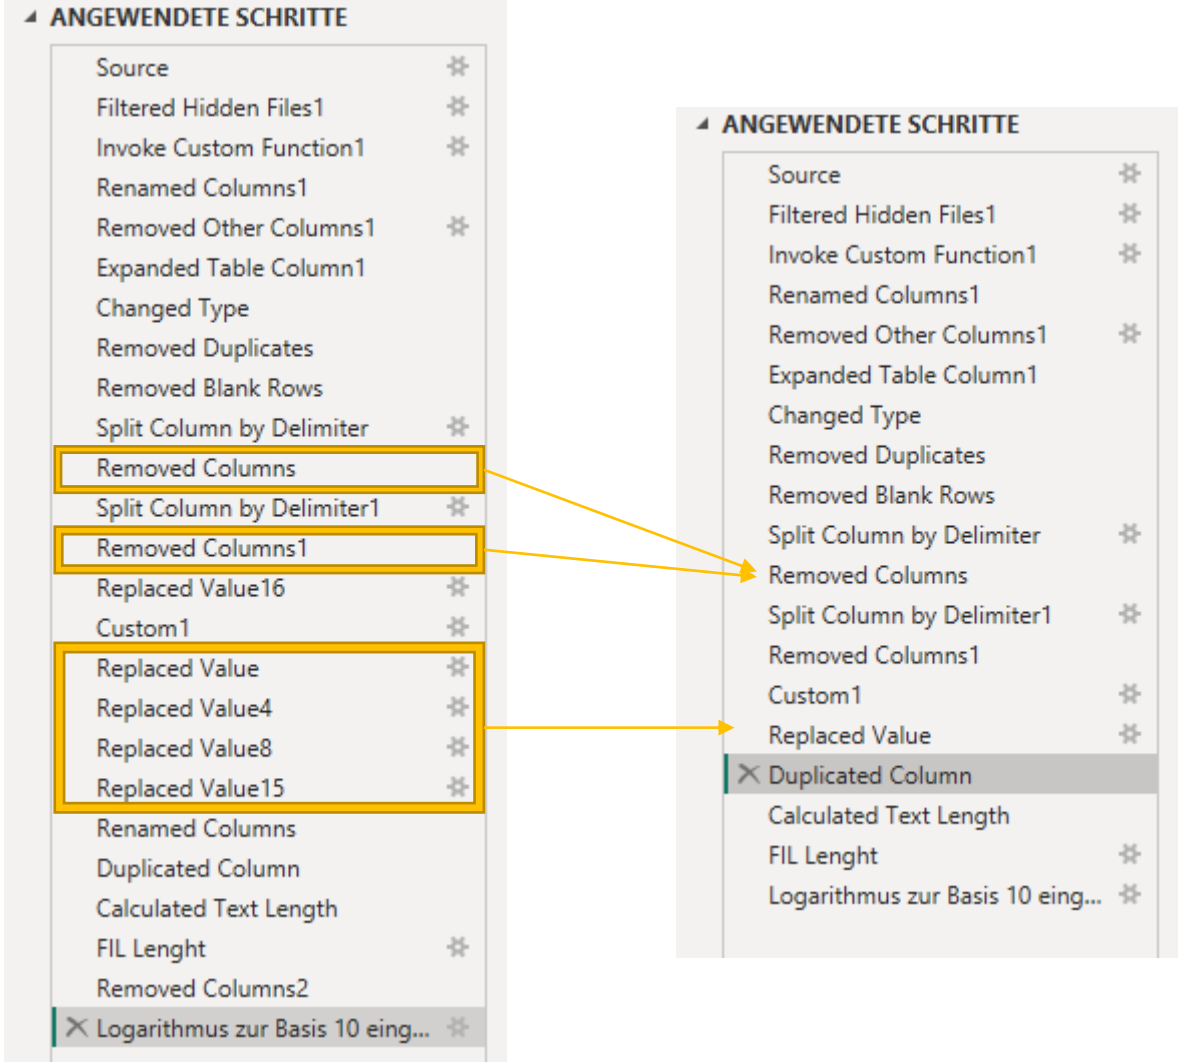 ANGEWENDETE SCHRITTE
Source
Filtered Hidden Files1
Invoke Custom Function1
Renamed Columns1
Removed Other Columns1
Expanded Table Column1
Changed Type
Removed Duplicates
Removed Blank Rows
Split Column by Delimiter
Removed Columns
Split Column by Delimiter1
Removed Columns1
Replaced Value16
Custom1
Replaced Value
Replaced Value4
Replaced Value8
Replaced Value15
Renamed Columns
Duplicated Column
Calculated Text Length
FIL Lenght
Removed Columns2
Logarithmus zur Basis 10 eing...
ANGEWENDETE SCHRITTE
Source
Filtered Hidden Files1
Invoke Custom Function1
Renamed Columns1
Removed Other Columns1
Expanded Table Column1
Changed Type
Removed Duplicates
Removed Blank Rows
Split Column by Delimiter
Removed Columns
Split Column by Delimiter1
Removed Columns1
Custom1
Replaced Value
Duplicated Column
Calculated Text Length
FIL Lenght
Logarithmus zur Basis 10 eing...